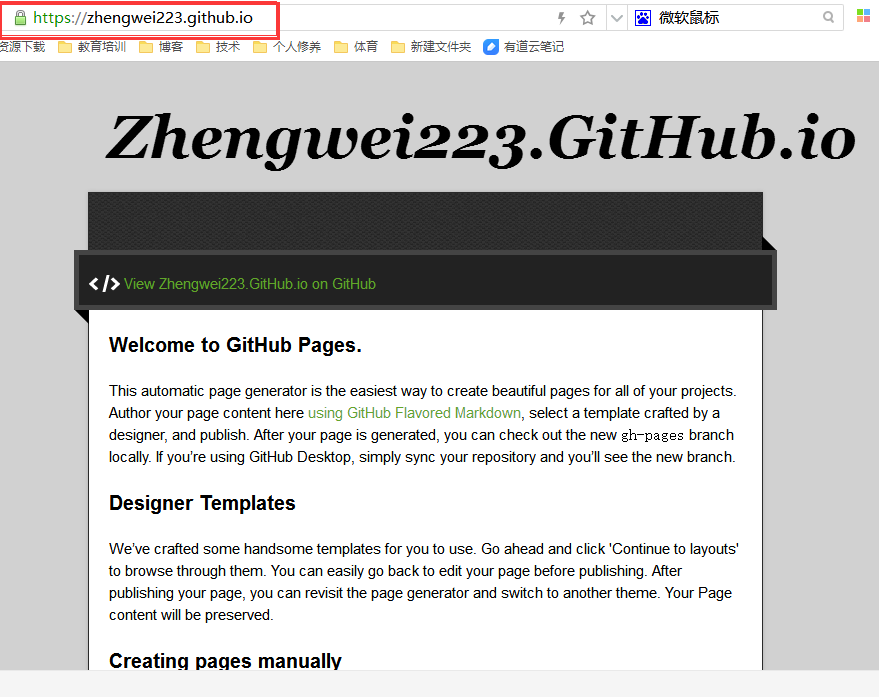 https://zhengwei223.github.io
微软鼠标
资源下载 教育培训 博客 技术 个人修养 体育 新建文件夹 有道云笔记
Zhengwei223.GitHub.io
</> View Zhengwei223.GitHub.io on GitHub
Welcome to GitHub Pages.
This automatic page generator is the easiest way to create beautiful pages for all of your projects.
Author your page content here using GitHub Flavored Markdown, select a template crafted by a
designer, and publish. After your page is generated, you can check out the new gh-pages branch
locally. If you’re using GitHub Desktop, simply sync your repository and you’ll see the new branch.
Designer Templates
We’ve crafted some handsome templates for you to use. Go ahead and click 'Continue to layouts'
to browse through them. You can easily go back to edit your page before publishing. After
publishing your page, you can revisit the page generator and switch to another theme. Your Page
content will be preserved.
Creating pages manually